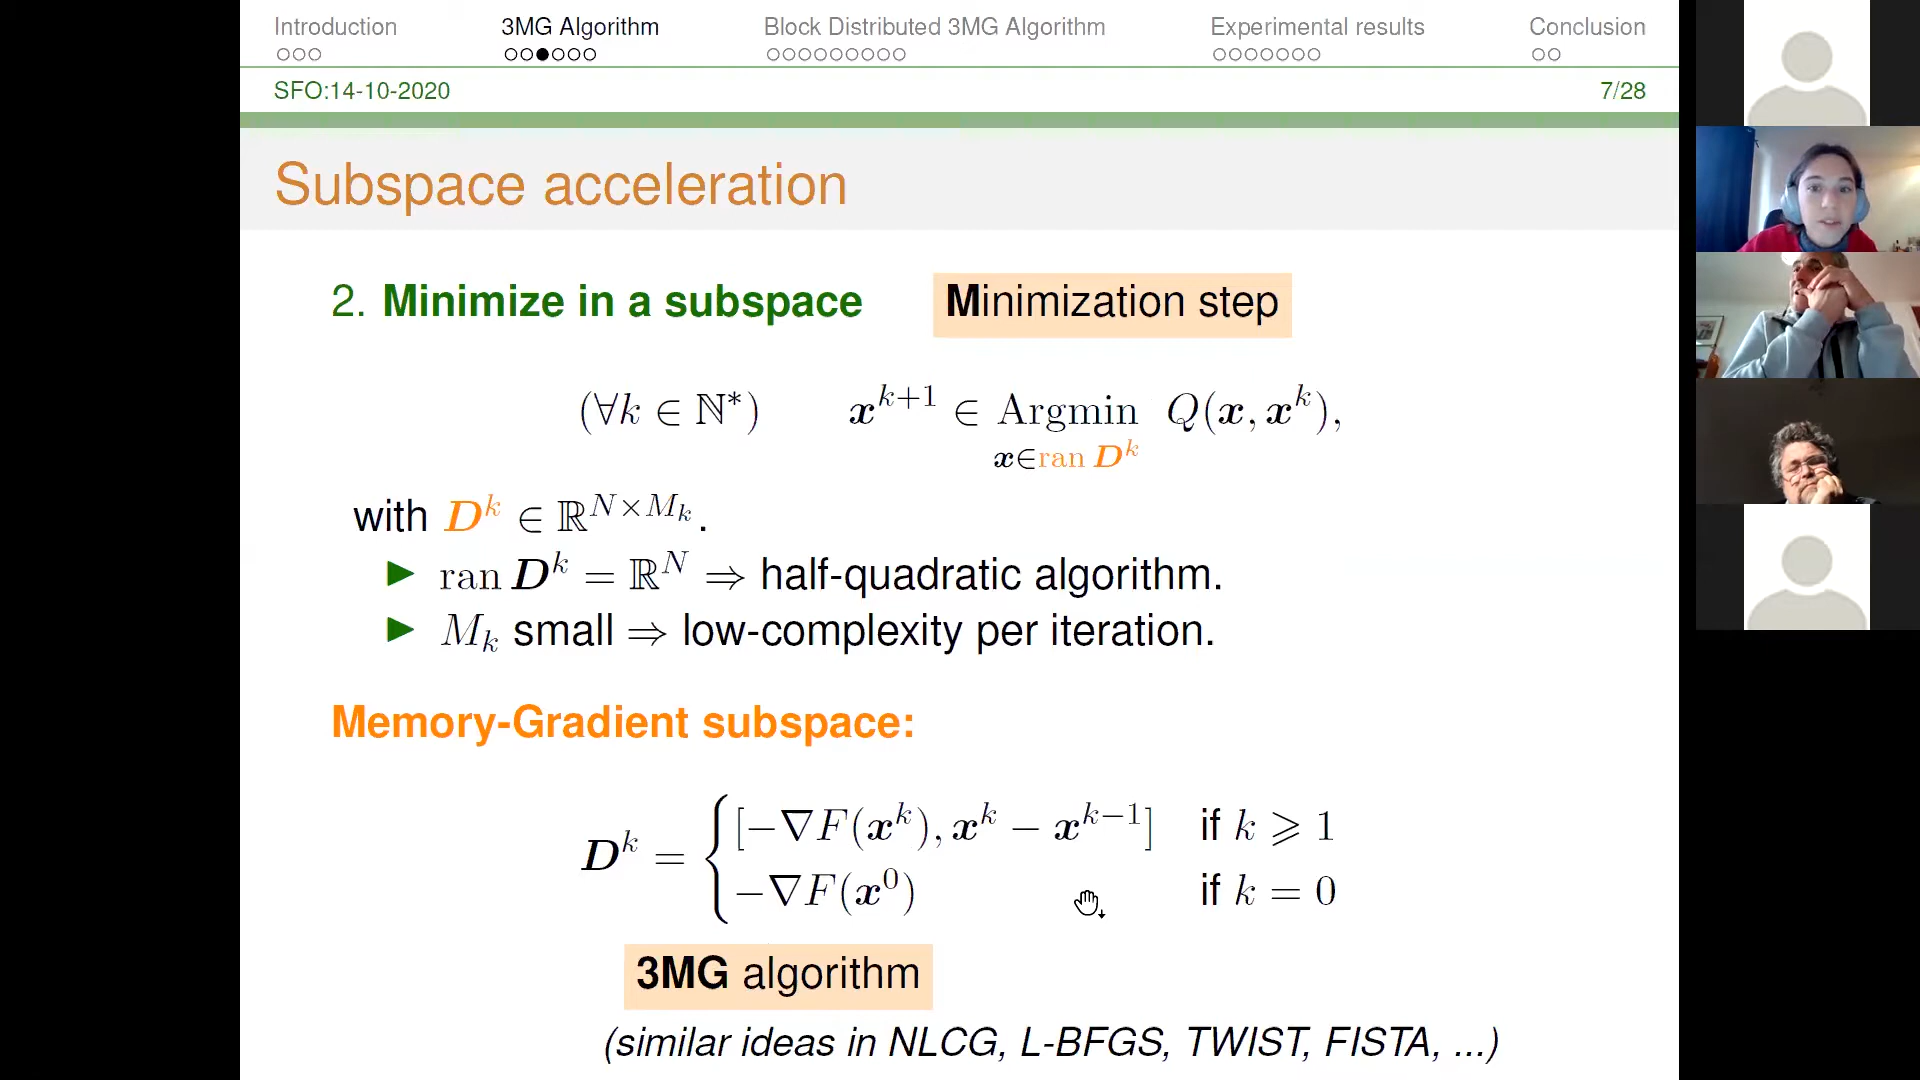 Introduction 3MG Algorithm Block Distributed 3MG Algorithm Experimental results Conclusion
SFO:14-10-2020 7/28
Subspace acceleration
2. Minimize in a subspace Minimization step
(∀k ∈ ℕ*) x^{k+1} ∈ Argmin Q(x, x^k),
x∈ran D^k
with D^k ∈ ℝ^{N×M_k}.
▶ ran D^k = ℝ^N ⇒ half-quadratic algorithm.
▶ M_k small ⇒ low-complexity per iteration.
Memory-Gradient subspace:
D^k = { [−∇F(x^k), x^k − x^{k−1}] if k ⩾ 1
−∇F(x^0) if k = 0
3MG algorithm
(similar ideas in NLCG, L-BFGS, TWIST, FISTA, ...)